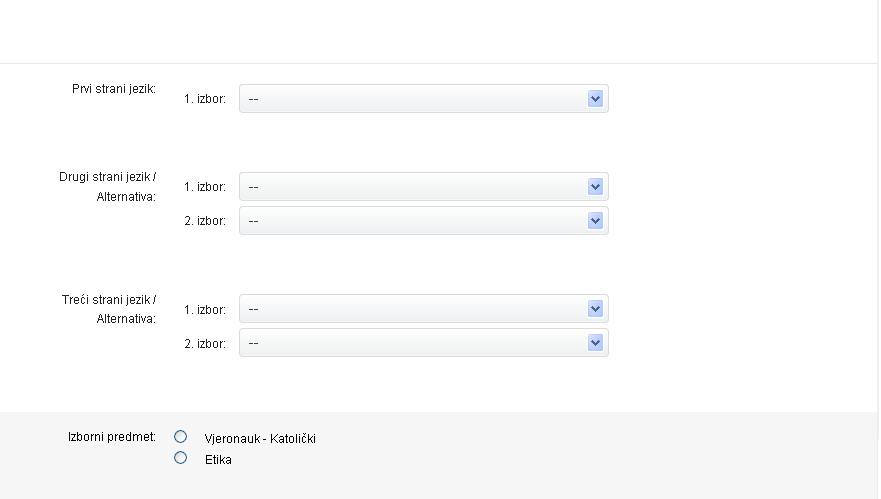 Prvi strani jezik:
1. izbor: --
Drugi strani jezik /
Alternativa:
1. izbor: --
2. izbor: --
Treći strani jezik /
Alternativa:
1. izbor: --
2. izbor: --
Izborni predmet:
Vjeronauk - Katolički
Etika